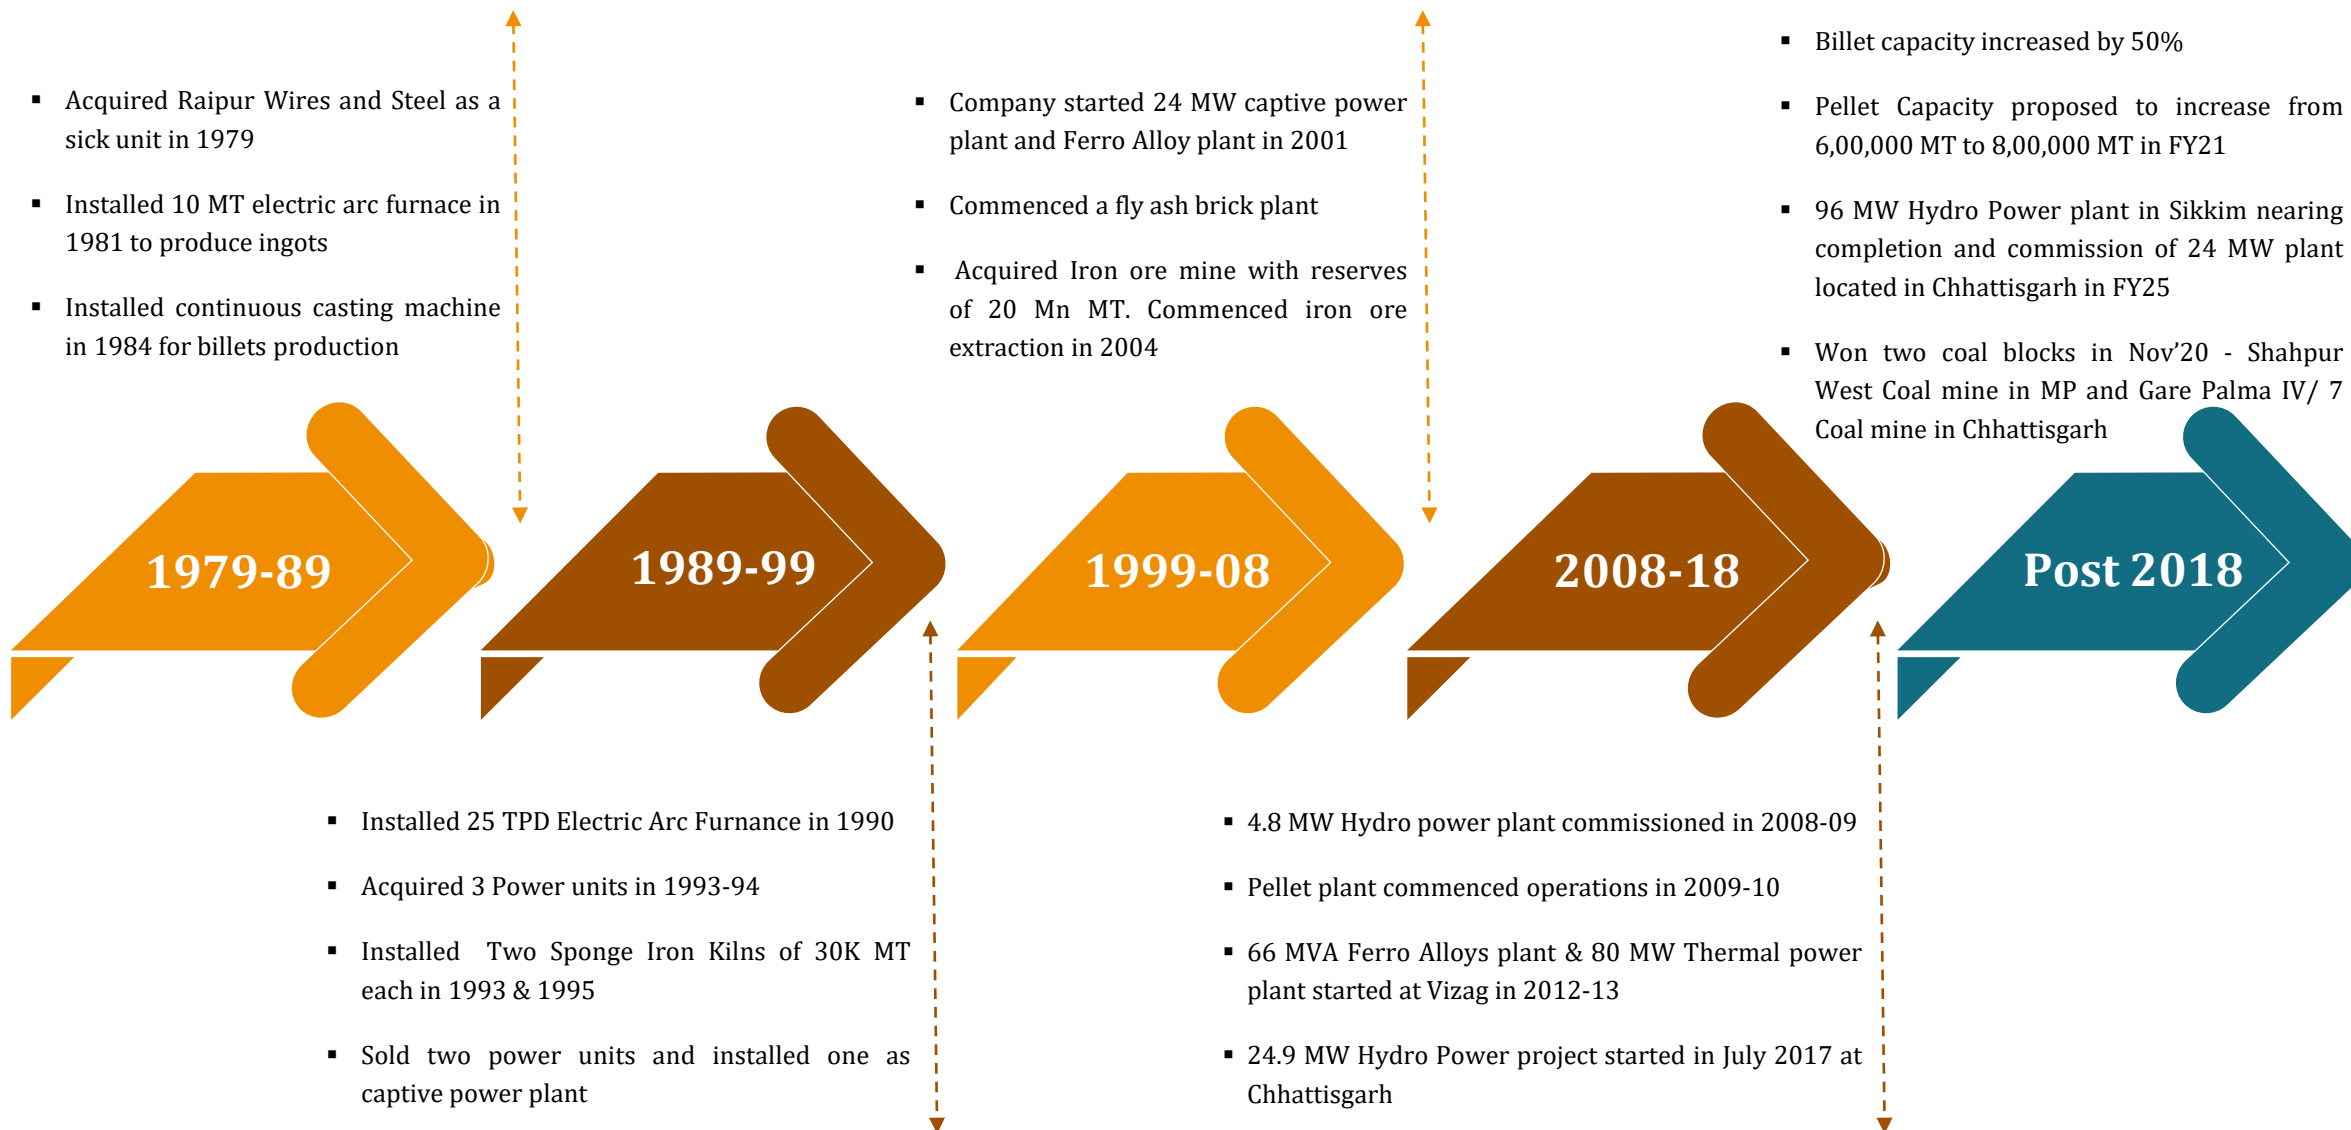 ▪ Acquired Raipur Wires and Steel as a
sick unit in 1979
▪ Installed 10 MT electric arc furnace in
1981 to produce ingots
▪ Installed continuous casting machine
in 1984 for billets production
▪ Company started 24 MW captive power
plant and Ferro Alloy plant in 2001
▪ Commenced a fly ash brick plant
▪ Acquired Iron ore mine with reserves
of 20 Mn MT. Commenced iron ore
extraction in 2004
▪ Billet capacity increased by 50%
▪ Pellet Capacity proposed to increase from
6,00,000 MT to 8,00,000 MT in FY21
▪ 96 MW Hydro Power plant in Sikkim nearing
completion and commission of 24 MW plant
located in Chhattisgarh in FY25
▪ Won two coal blocks in Nov’20 - Shahpur
West Coal mine in MP and Gare Palma IV/ 7
Coal mine in Chhattisgarh
1979-89
1989-99
1999-08
2008-18
Post 2018
▪ Installed 25 TPD Electric Arc Furnance in 1990
▪ Acquired 3 Power units in 1993-94
▪ Installed Two Sponge Iron Kilns of 30K MT
each in 1993 & 1995
▪ Sold two power units and installed one as
captive power plant
▪ 4.8 MW Hydro power plant commissioned in 2008-09
▪ Pellet plant commenced operations in 2009-10
▪ 66 MVA Ferro Alloys plant & 80 MW Thermal power
plant started at Vizag in 2012-13
▪ 24.9 MW Hydro Power project started in July 2017 at
Chhattisgarh